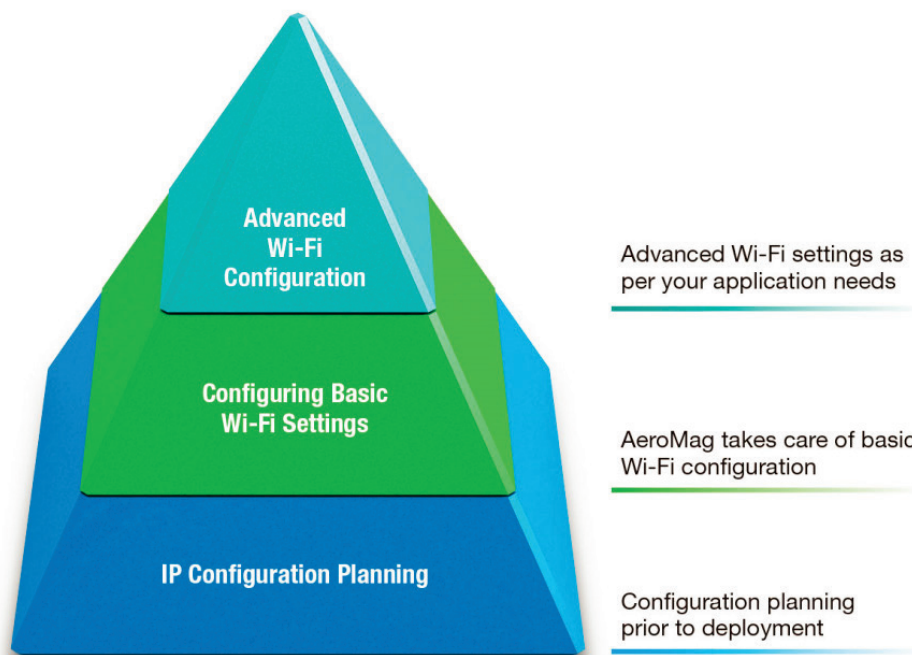 Advanced
Wi-Fi
Configuration
Advanced Wi-Fi settings as
per your application needs
Configuring Basic
Wi-Fi Settings
AeroMag takes care of basic
Wi-Fi configuration
IP Configuration Planning
Configuration planning
prior to deployment